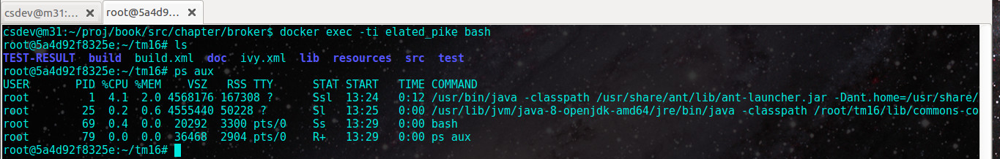 csdev@m31:... ×
root@5a4d9... ×
csdev@m31:~/proj/book/src/chapter/broker$ docker exec -ti elated_pike bash
root@5a4d92f8325e:~/tm16# ls
TEST-RESULT build build.xml doc ivy.xml lib resources src test
root@5a4d92f8325e:~/tm16# ps aux
USER PID %CPU %MEM VSZ RSS TTY STAT START TIME COMMAND
root 1 4.1 2.0 4568176 167308 ? Ssl 13:24 0:12 /usr/bin/java -classpath /usr/share/ant/lib/ant-launcher.jar -Dant.home=/usr/share/
root 25 0.2 0.6 4555440 50228 ? Sl 13:25 0:00 /usr/lib/jvm/java-8-openjdk-amd64/jre/bin/java -classpath /root/tm16/lib/commons-co
root 69 0.4 0.0 20292 3300 pts/0 Ss 13:29 0:00 bash
root 79 0.0 0.0 36468 2904 pts/0 R+ 13:29 0:00 ps aux
root@5a4d92f8325e:~/tm16#